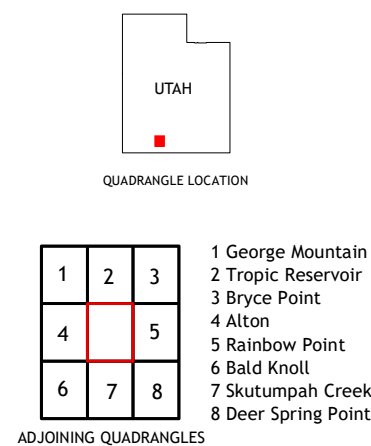 UTAH
QUADRANGLE LOCATION
1 2 3
4 5
6 7 8
1 George Mountain
2 Tropic Reservoir
3 Bryce Point
4 Alton
5 Rainbow Point
6 Bald Knoll
7 Skutumpah Creek
8 Deer Spring Point
ADJOINING QUADRANGLES